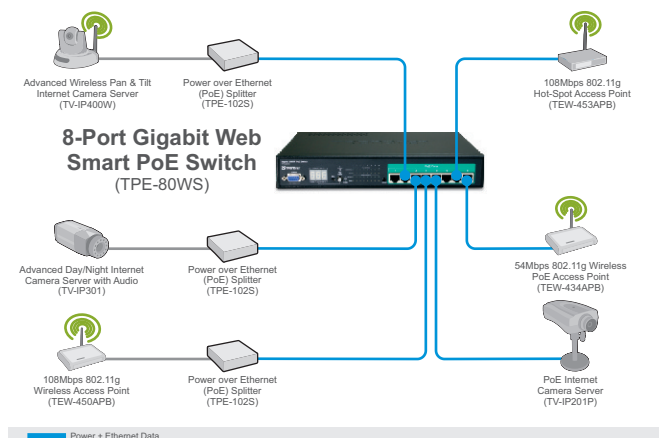 Advanced Wireless Pan & Tilt
Internet Camera Server
(TV-IP400W)
Power over Ethernet
(PoE) Splitter
(TPE-102S)
108Mbps 802.11g
Hot-Spot Access Point
(TEW-453APB)
8-Port Gigabit Web
Smart PoE Switch
(TPE-80WS)
Advanced Day/Night Internet
Camera Server with Audio
(TV-IP301)
Power over Ethernet
(PoE) Splitter
(TPE-102S)
54Mbps 802.11g Wireless
PoE Access Point
(TEW-434APB)
108Mbps 802.11g
Wireless Access Point
(TEW-450APB)
Power over Ethernet
(PoE) Splitter
(TPE-102S)
PoE Internet
Camera Server
(TV-IP201P)
Power + Ethernet Data